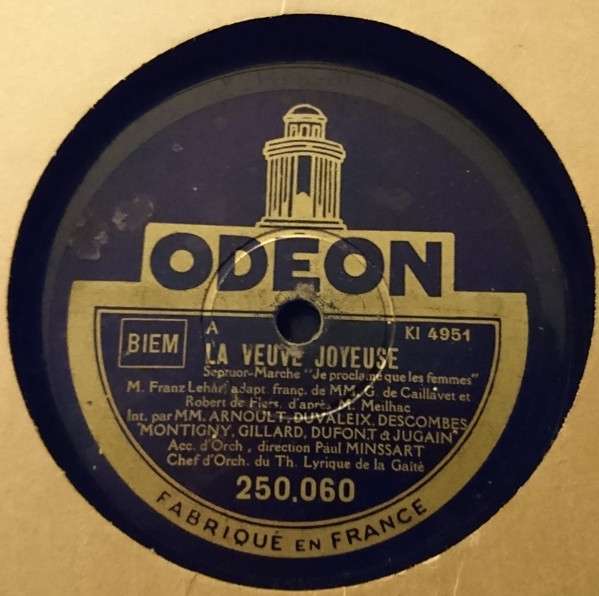 ODEON
BIEM
A
KI 4951
LA VEUVE JOYEUSE
Septuor-Marche "Je proclame que les femmes"
M. Franz Lehár, adapt. franç. de MM. G. de Caillavet et
Robert de Flers, d'après M. Meilhac
Int. par MM. ARNOULT, DUVALEIX, DESCOMBES
MONTIGNY, GILLARD, DUFONT & JUGAIN
Acc. d'Orch., direction Paul MINSSART
Chef d'Orch. du Th. Lyrique de la Gaîté
250.060
FABRIQUÉ EN FRANCE